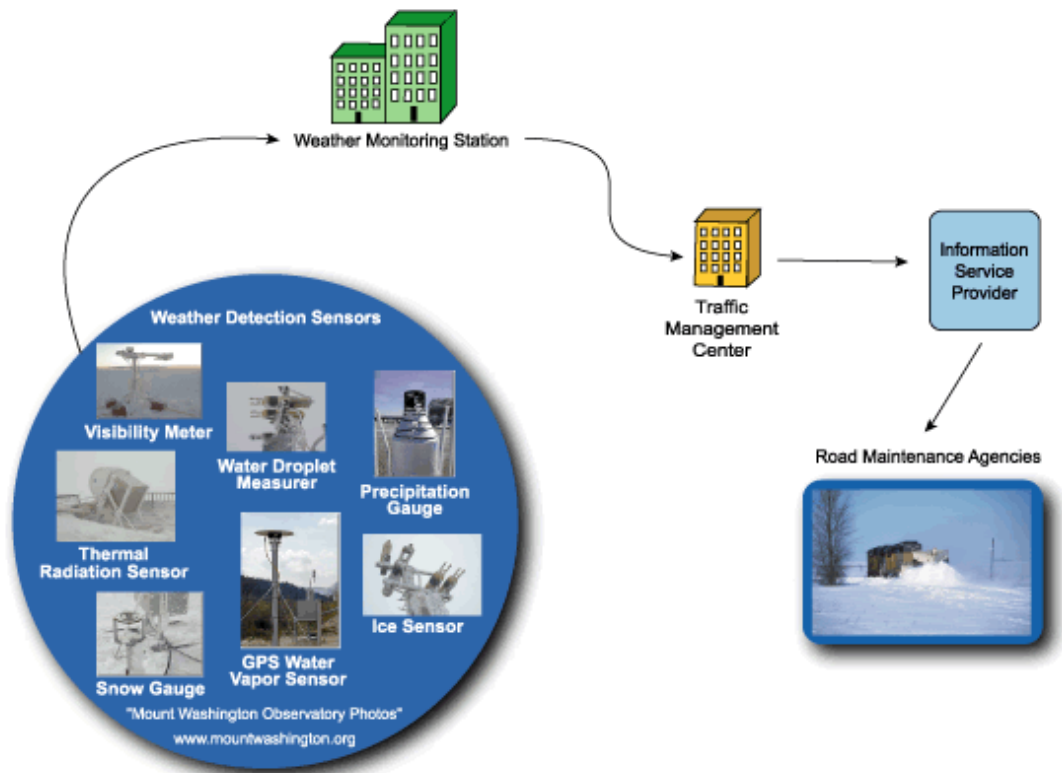 Weather Monitoring Station
Information
Service
Provider
Traffic
Management
Center
Weather Detection Sensors
Visibility Meter
Water Droplet
Measurer
Precipitation
Gauge
Thermal
Radiation Sensor
Ice Sensor
GPS Water
Vapor Sensor
Snow Gauge
"Mount Washington Observatory Photos"
www.mountwashington.org
Road Maintenance Agencies